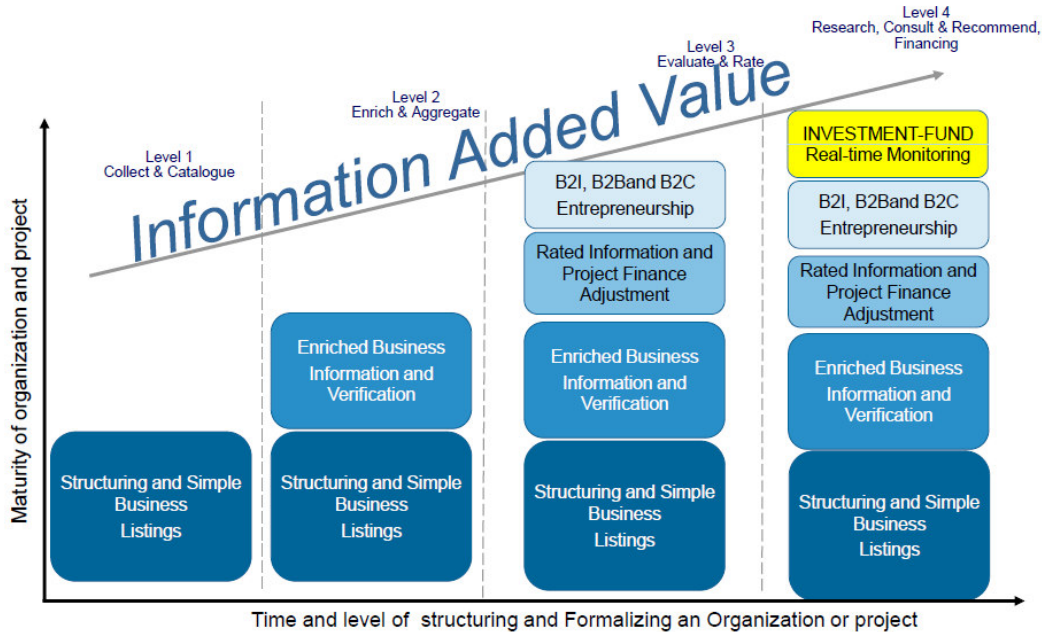 Level 4
Research, Consult & Recommend,
Financing
Level 3
Evaluate & Rate
Level 2
Enrich & Aggregate
Level 1
Collect & Catalogue
Information Added Value
Maturity of organization and project
Structuring and Simple
Business
Listings
Enriched Business
Information and
Verification
Structuring and Simple
Business
Listings
B2I, B2Band B2C
Entrepreneurship
Rated Information and
Project Finance
Adjustment
Enriched Business
Information and
Verification
Structuring and Simple
Business
Listings
INVESTMENT-FUND
Real-time Monitoring
B2I, B2Band B2C
Entrepreneurship
Rated Information and
Project Finance
Adjustment
Enriched Business
Information and
Verification
Structuring and Simple
Business
Listings
Time and level of structuring and Formalizing an Organization or project